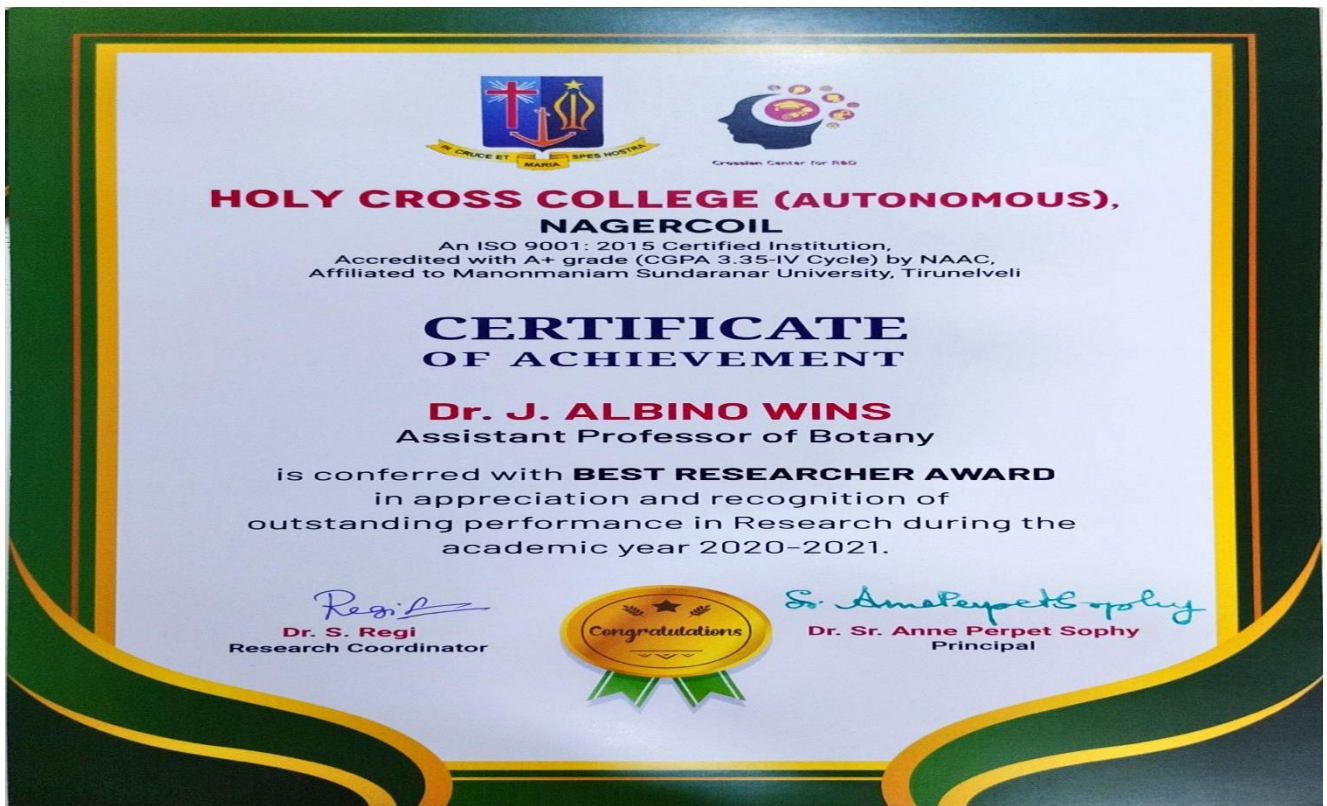 IN CRUCE ET MARIA SPES NOSTRA
Crossian Center for R&D
HOLY CROSS COLLEGE (AUTONOMOUS),
NAGERCOIL
An ISO 9001: 2015 Certified Institution,
Accredited with A+ grade (CGPA 3.35-IV Cycle) by NAAC,
Affiliated to Manonmaniam Sundaranar University, Tirunelveli
CERTIFICATE
OF ACHIEVEMENT
Dr. J. ALBINO WINS
Assistant Professor of Botany
is conferred with BEST RESEARCHER AWARD
in appreciation and recognition of
outstanding performance in Research during the
academic year 2020-2021.
Regi
Sr. Anne Perpet Sophy
Congratulations
Dr. S. Regi
Research Coordinator
Dr. Sr. Anne Perpet Sophy
Principal